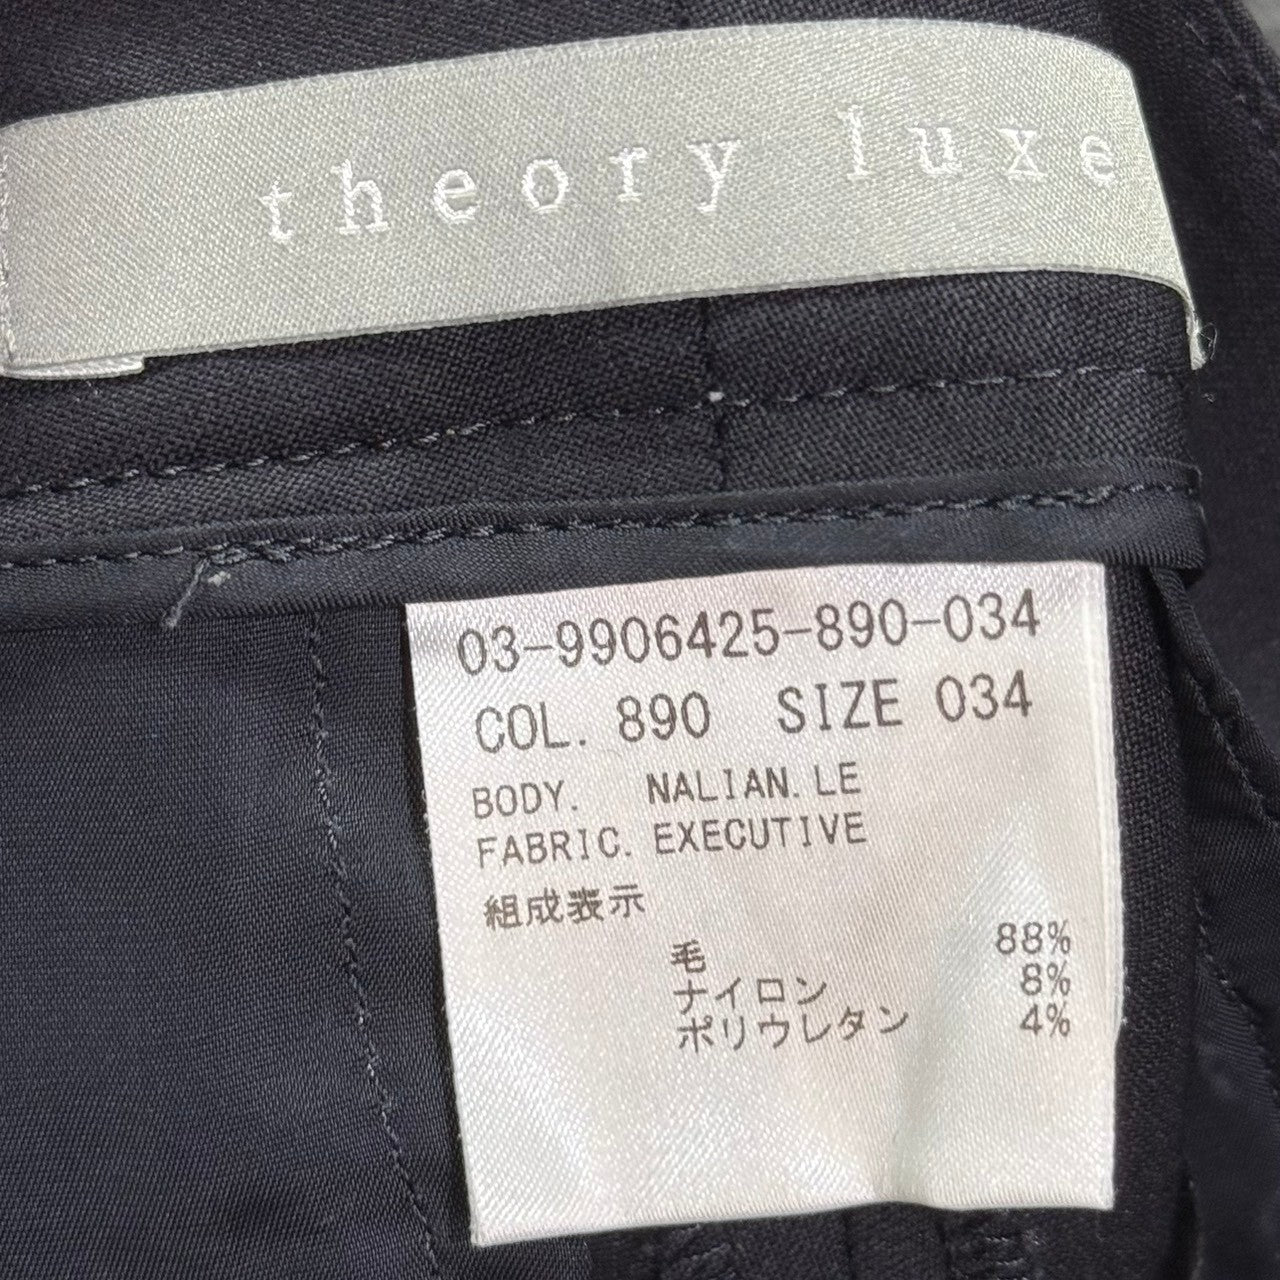 theory luxe
03-9906425-890-034
COL. 890 SIZE 034
BODY. NALIAN.LE
FABRIC. EXECUTIVE
組成表示
毛 88%
ナイロン 8%
ポリウレタン 4%